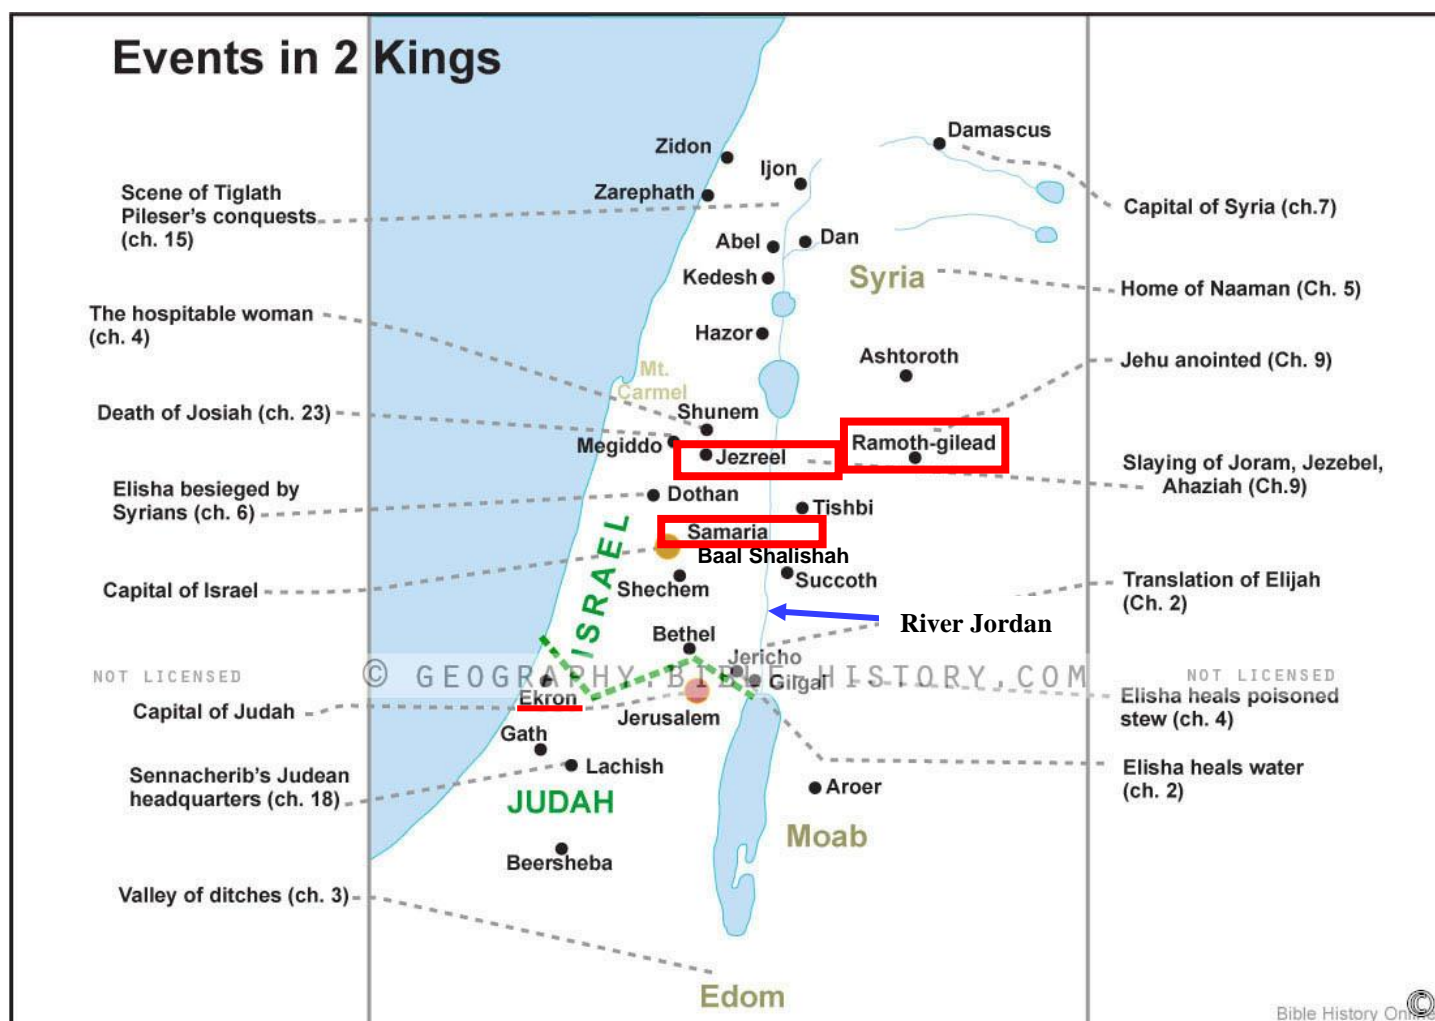 Events in 2 Kings
Damascus
Zidon
Ijon
Scene of Tiglath
Pileser's conquests
(ch. 15)
Zarephath
Capital of Syria (ch.7)
Abel
Dan
Kedesh
Syria
Home of Naaman (Ch. 5)
The hospitable woman
(ch. 4)
Hazor
Ashtoroth
Jehu anointed (Ch. 9)
Mt.
Carmel
Death of Josiah (ch. 23)
Shunem
Megiddo
Ramoth-gilead
Jezreel
Slaying of Joram, Jezebel,
Ahaziah (Ch.9)
Elisha besieged by
Syrians (ch. 6)
Dothan
Tishbi
Samaria
Baal Shalishah
ISRAEL
Capital of Israel
Shechem
Succoth
Translation of Elijah
(Ch. 2)
River Jordan
Bethel
Jericho
Gilgal
NOT LICENSED
© GEOGRAPHY.BIBLE-HISTORY.COM
NOT LICENSED
Elisha heals poisoned
stew (ch. 4)
Capital of Judah
Ekron
Jerusalem
Gath
Lachish
Sennacherib's Judean
headquarters (ch. 18)
Elisha heals water
(ch. 2)
JUDAH
Aroer
Moab
Beersheba
Valley of ditches (ch. 3)
Edom
Bible History Online
©